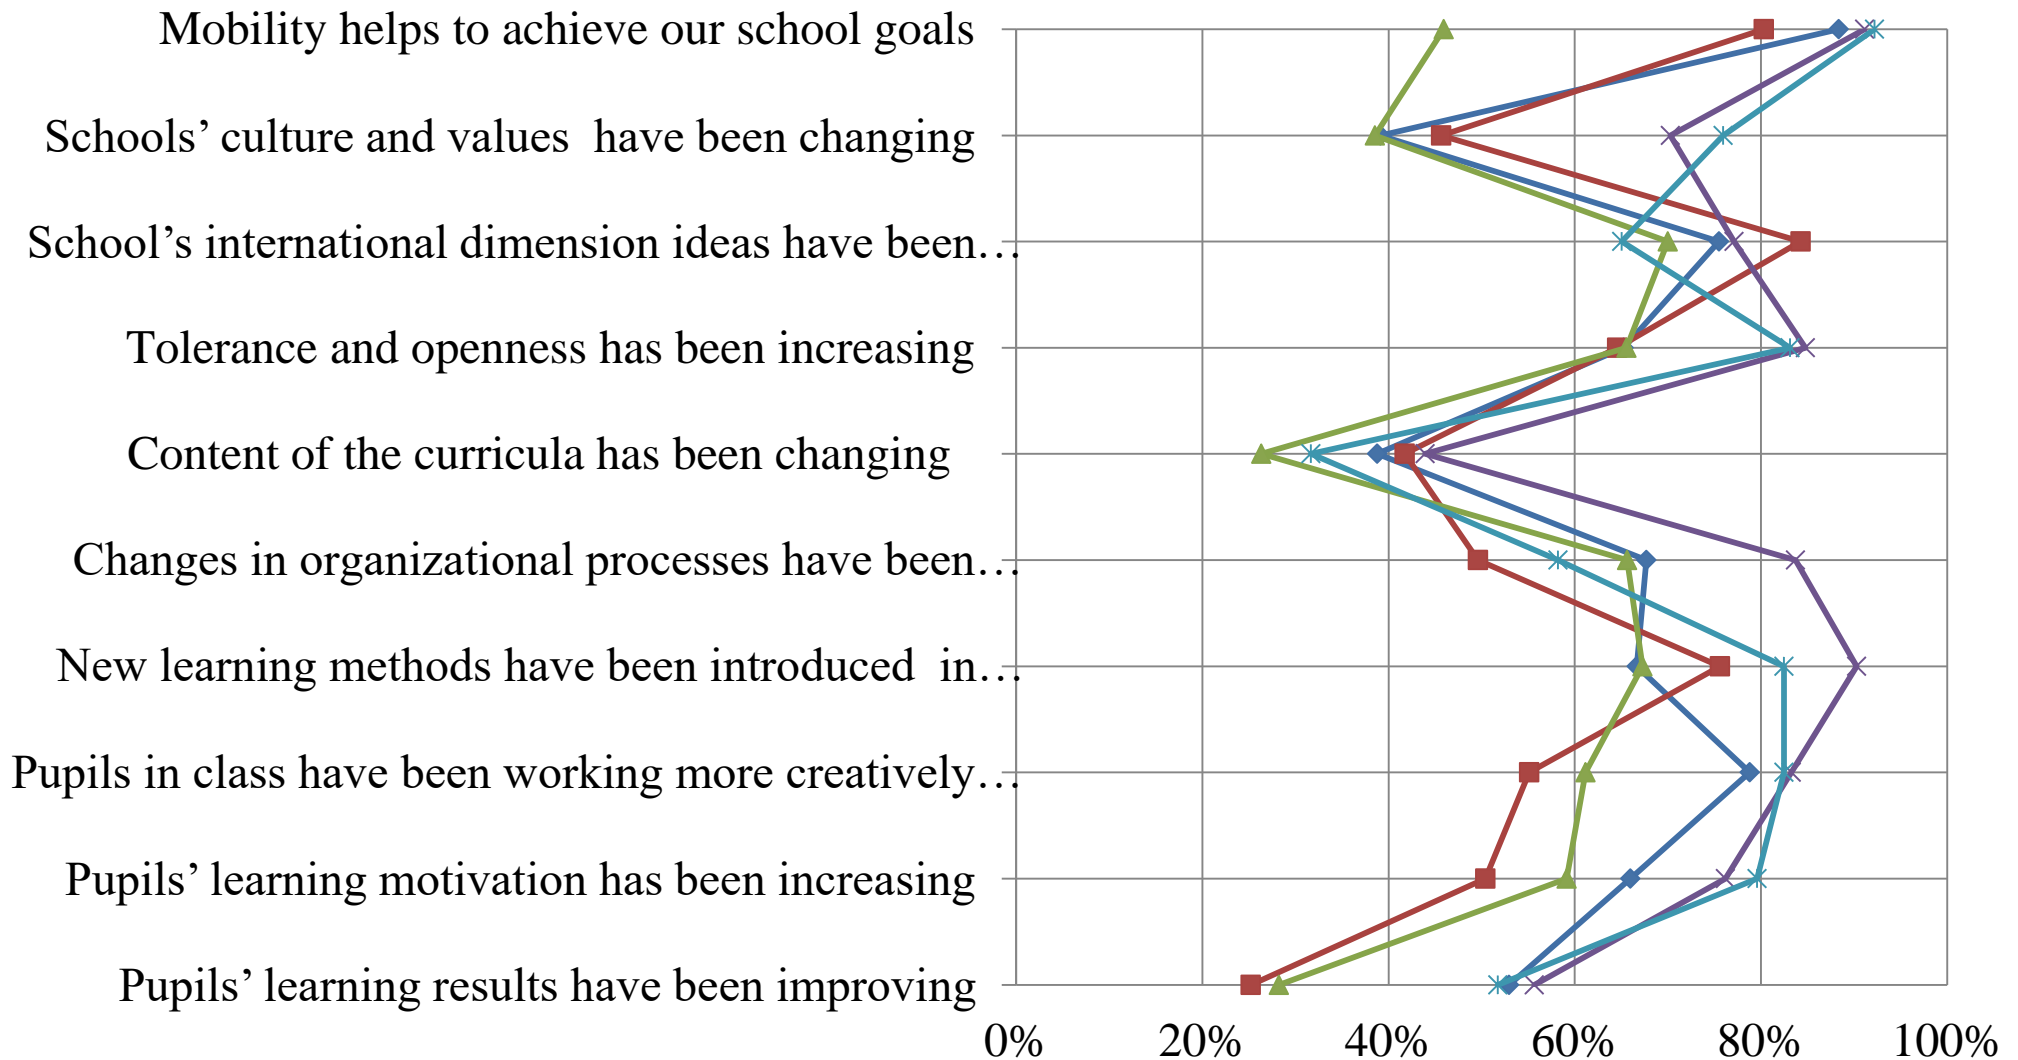 Mobility helps to achieve our school goals
Schools’ culture and values  have been changing
School’s international dimension ideas have been…
Tolerance and openness has been increasing
Content of the curricula has been changing
Changes in organizational processes have been…
New learning methods have been introduced  in…
Pupils in class have been working more creatively…
Pupils’ learning motivation has been increasing
Pupils’ learning results have been improving
0% 20% 40% 60% 80% 100%